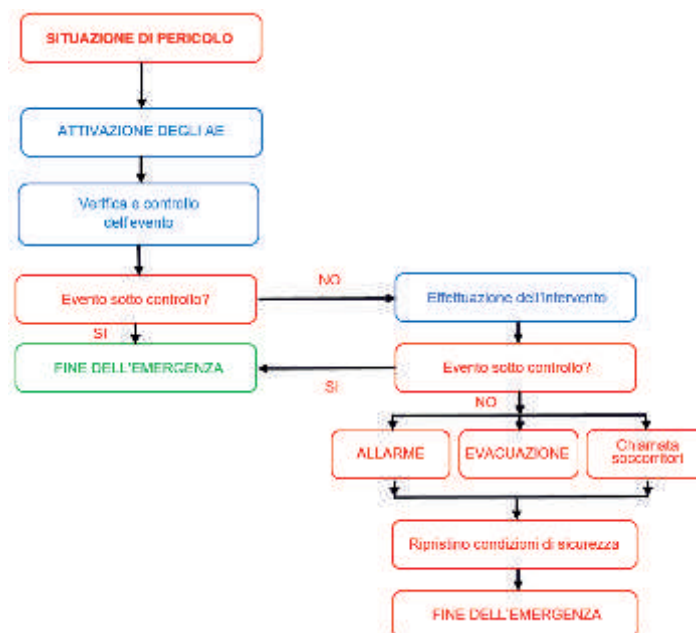 SITUAZIONE DI PERICOLO
ATTIVAZIONE DEGLI AE
Verifica e controllo
dell'evento
Evento sotto controllo?
NO
Effettuazione dell'intervento
SI
FINE DELL'EMERGENZA
SI
Evento sotto controllo?
NO
ALLARME
EVACUAZIONE
Chiamata
soccorritori
Ripristino condizioni di sicurezza
FINE DELL'EMERGENZA